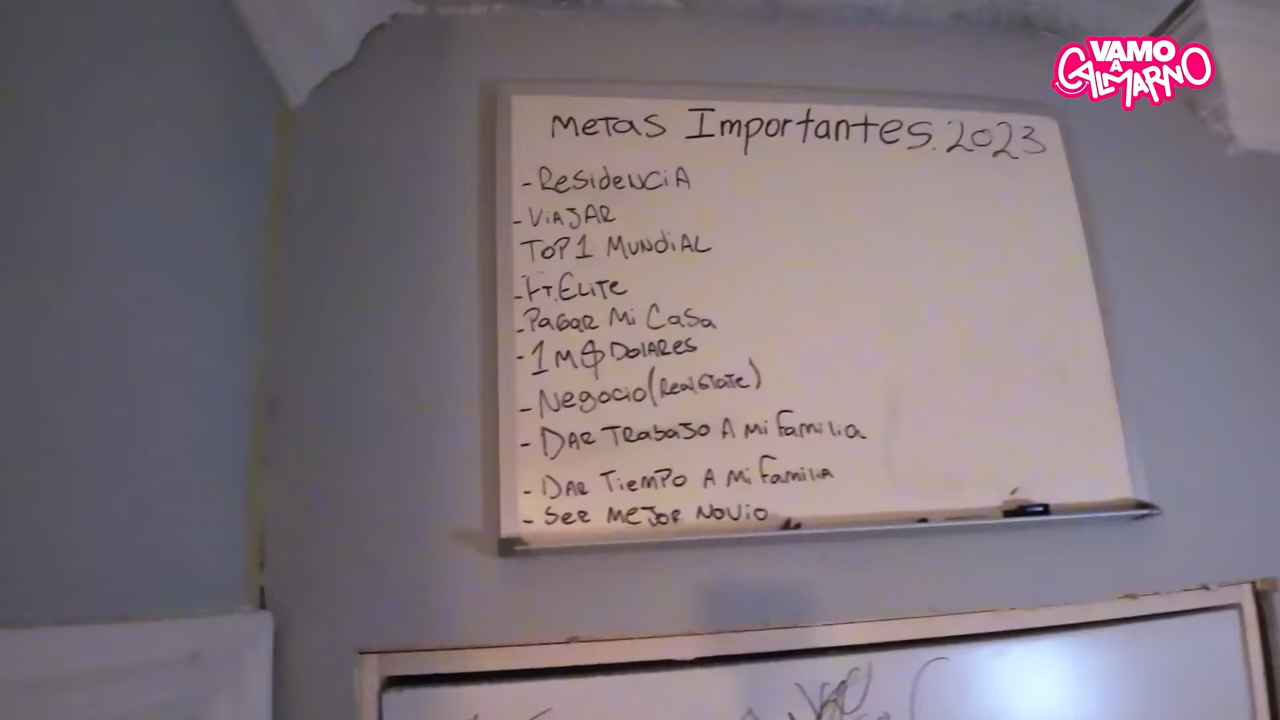 VAMO
A
CALMARNO
Metas Importantes. 2023
- Residencia
- Viajar
Top 1 Mundial
- Ft. Elite
- Pagar Mi Casa
- 1 M $ Dolares
- Negocio (Real State)
- Dar Trabajo A Mi Familia
- Dar Tiempo A Mi Familia
- Ser Mejor Novio